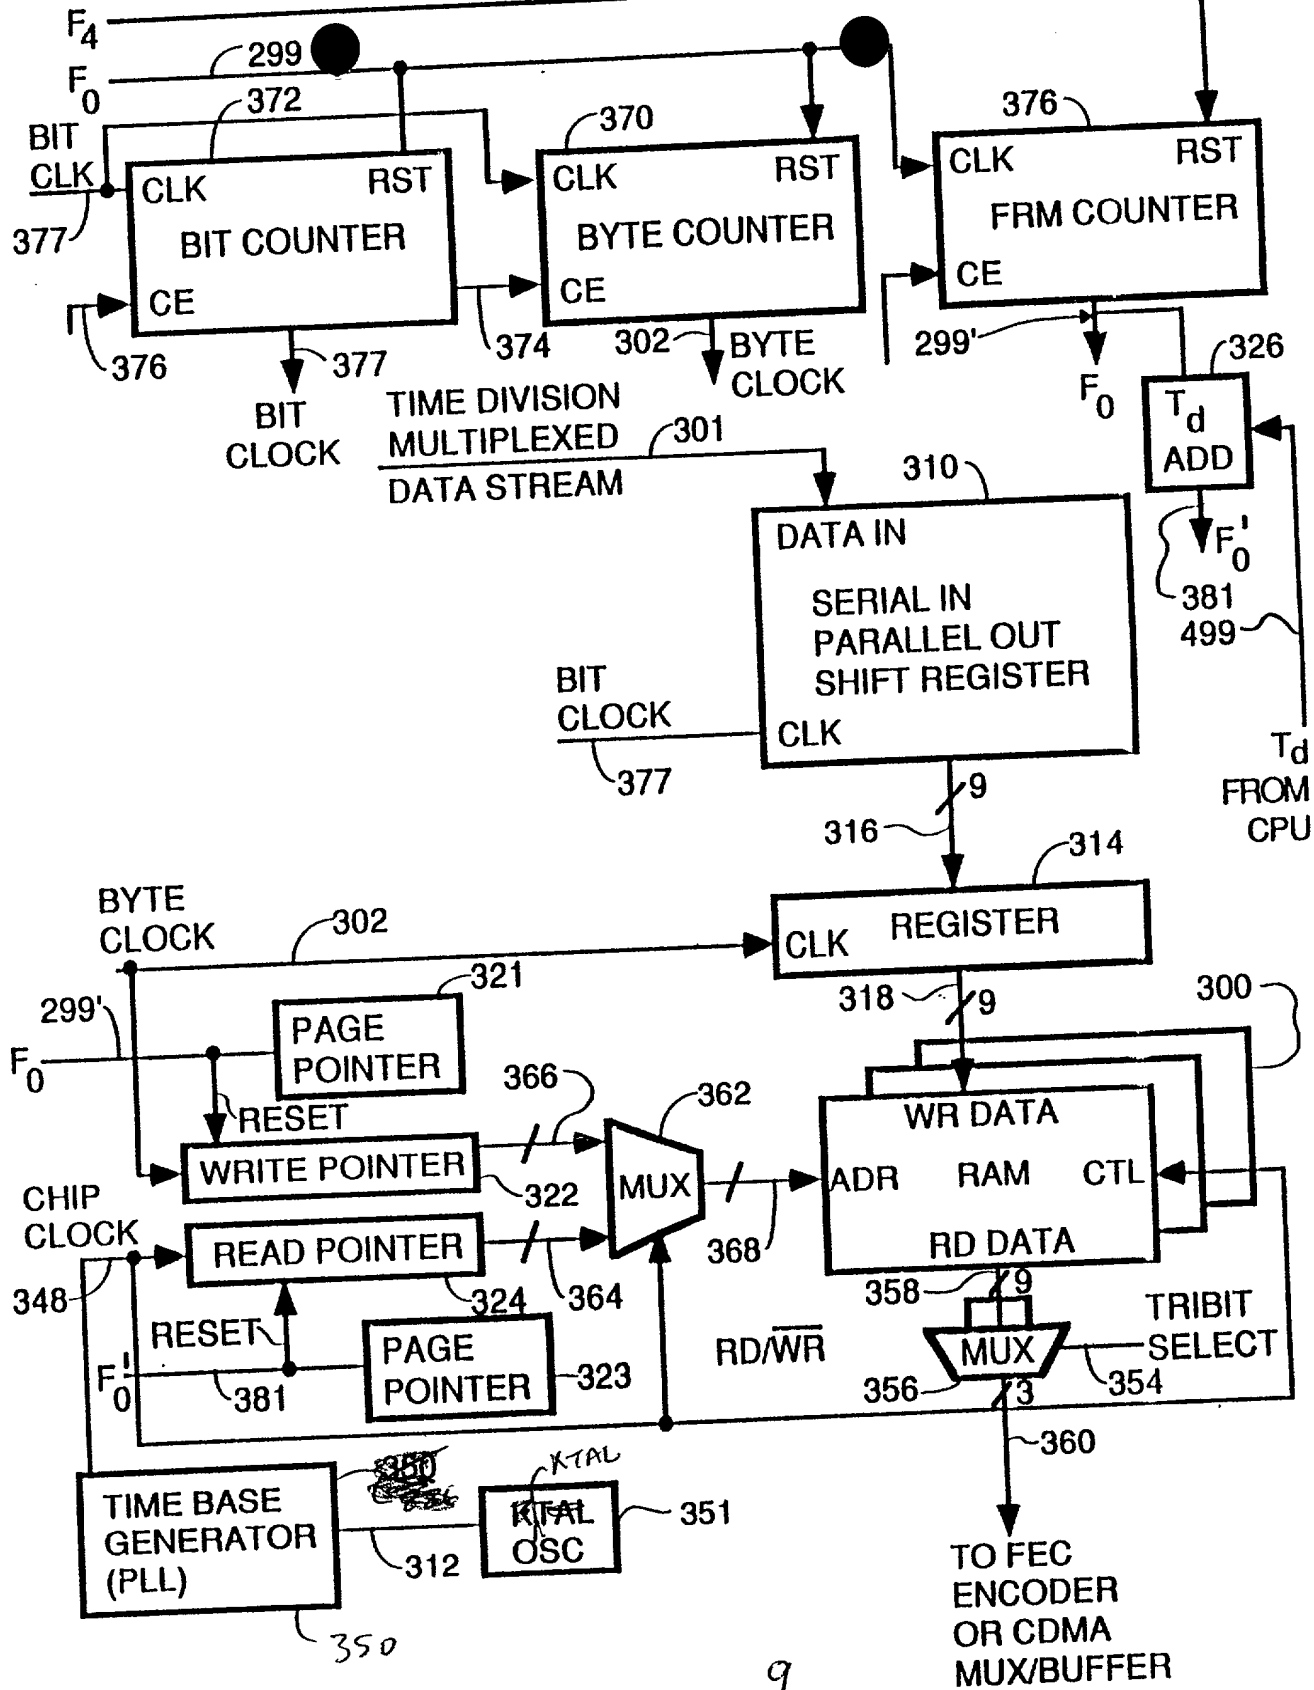 F4
F0
299
372
BIT
CLK
377
CLK
RST
BIT COUNTER
CE
376
377
BIT
CLOCK
370
CLK
RST
BYTE COUNTER
CE
374
302
BYTE
CLOCK
376
CLK
RST
FRM COUNTER
CE
299'
F0
326
Td
ADD
F0'
381
499
Td
FROM
CPU
TIME DIVISION
MULTIPLEXED
DATA STREAM
301
310
DATA IN
SERIAL IN
PARALLEL OUT
SHIFT REGISTER
CLK
BIT
CLOCK
377
9
316
314
REGISTER
CLK
BYTE
CLOCK
302
318
9
300
321
299'
F0
PAGE
POINTER
RESET
WRITE POINTER
322
366
362
MUX
368
WR DATA
ADR
RAM
CTL
RD DATA
CHIP
CLOCK
348
READ POINTER
324
364
RESET
F0'
381
PAGE
POINTER
323
RD/WR
358
9
TRIBIT
SELECT
MUX
356
354
3
360
TIME BASE
GENERATOR
(PLL)
350
312
XTAL
XTAL
OSC
351
TO FEC
ENCODER
OR CDMA
MUX/BUFFER
9